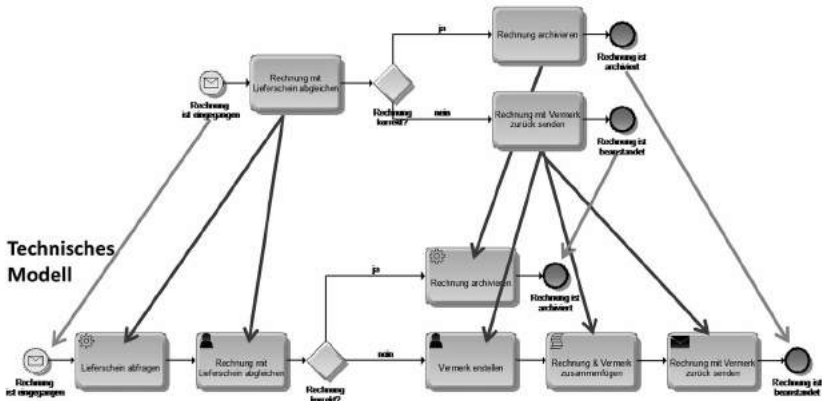 ja
Rechnung archivieren
Rechnung ist
archiviert
Rechnung mit
Lieferschein abgleichen
Rechnung
ist eingegangen
Rechnung
korrekt?
nein
Rechnung mit Vermerk
zurück senden
Rechnung ist
beanstandet
Technisches
Modell
ja
Rechnung archivieren
Rechnung ist
archiviert
Rechnung
ist eingegangen
Lieferschein abfragen
Rechnung mit
Lieferschein abgleichen
Rechnung
korrekt?
nein
Vermerk erstellen
Rechnung & Vermerk
zusammenfügen
Rechnung mit Vermerk
zurück senden
Rechnung ist
beanstandet